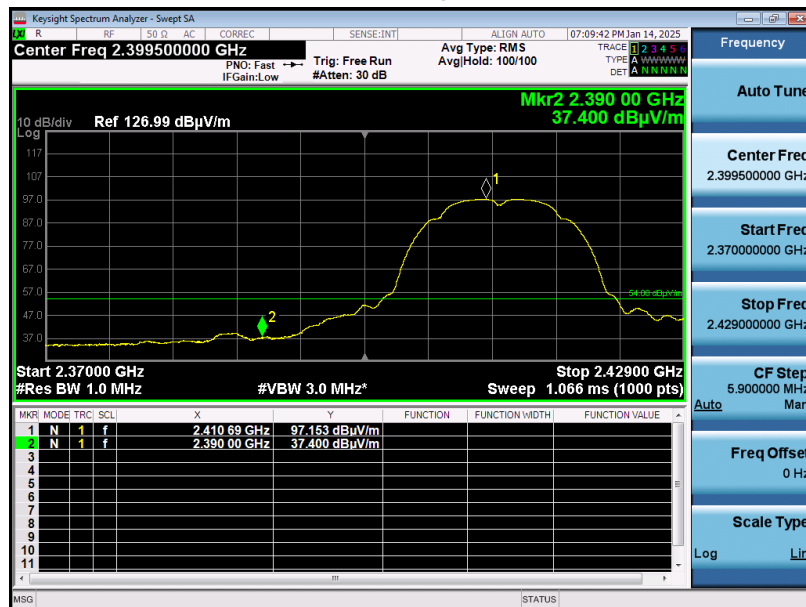 Keysight Spectrum Analyzer - Swept SA
LXI R RF 50 Ω AC CORREC SENSE:INT ALIGN AUTO 07:09:42 PM Jan 14, 2025
Center Freq 2.399500000 GHz
PNO: Fast
IFGain:Low
Trig: Free Run
#Atten: 30 dB
Avg Type: RMS
Avg|Hold: 100/100
TRACE 1 2 3 4 5 6
TYPE A WWWWW
DET A N N N N N
Mkr2 2.390 00 GHz
37.400 dBµV/m
10 dB/div Ref 126.99 dBµV/m
Log
117
107
97.0
87.0
77.0
67.0
57.0
47.0
37.0
1
2
54.00 dBµV/m
Start 2.37000 GHz Stop 2.42900 GHz
#Res BW 1.0 MHz #VBW 3.0 MHz* Sweep 1.066 ms (1000 pts)
MKR MODE TRC SCL X Y FUNCTION FUNCTION WIDTH FUNCTION VALUE
1 N 1 f 2.410 69 GHz 97.153 dBµV/m
2 N 1 f 2.390 00 GHz 37.400 dBµV/m
3
4
5
6
7
8
9
10
11
MSG STATUS
Frequency
Auto Tune
Center Freq
2.399500000 GHz
Start Freq
2.370000000 GHz
Stop Freq
2.429000000 GHz
CF Step
5.900000 MHz
Auto Man
Freq Offset
0 Hz
Scale Type
Log Lin